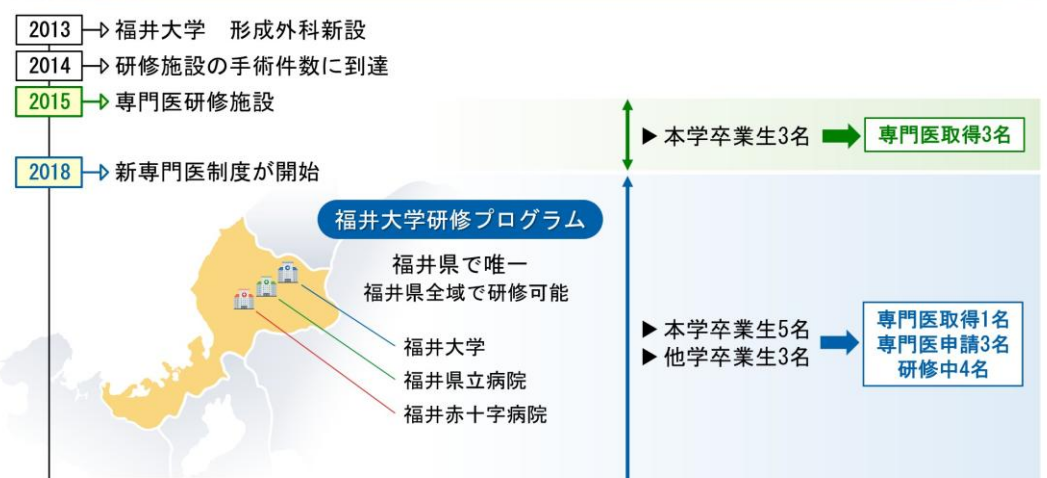 2013 福井大学 形成外科新設
2014 研修施設の手術件数に到達
2015 専門医研修施設
▶ 本学卒業生3名
専門医取得3名
2018 新専門医制度が開始
福井大学研修プログラム
福井県で唯一
福井県全域で研修可能
福井大学
福井県立病院
福井赤十字病院
▶ 本学卒業生5名
▶ 他学卒業生3名
専門医取得1名
専門医申請3名
研修中4名